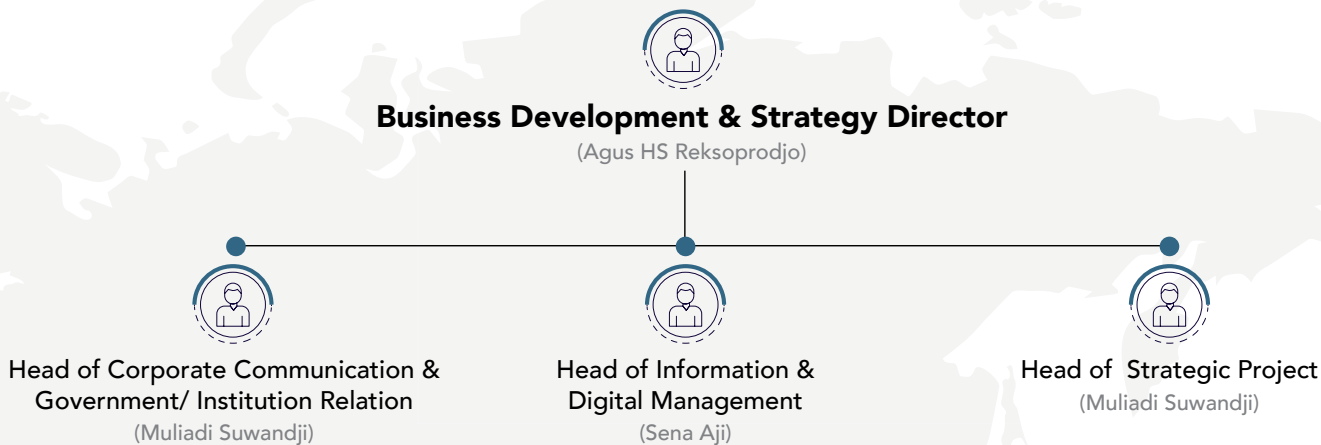 Business Development & Strategy Director
(Agus HS Reksoprodjo)
Head of Corporate Communication &
Government/ Institution Relation
(Muliadi Suwandji)
Head of Information &
Digital Management
(Sena Aji)
Head of  Strategic Project
(Muliadi Suwandji)